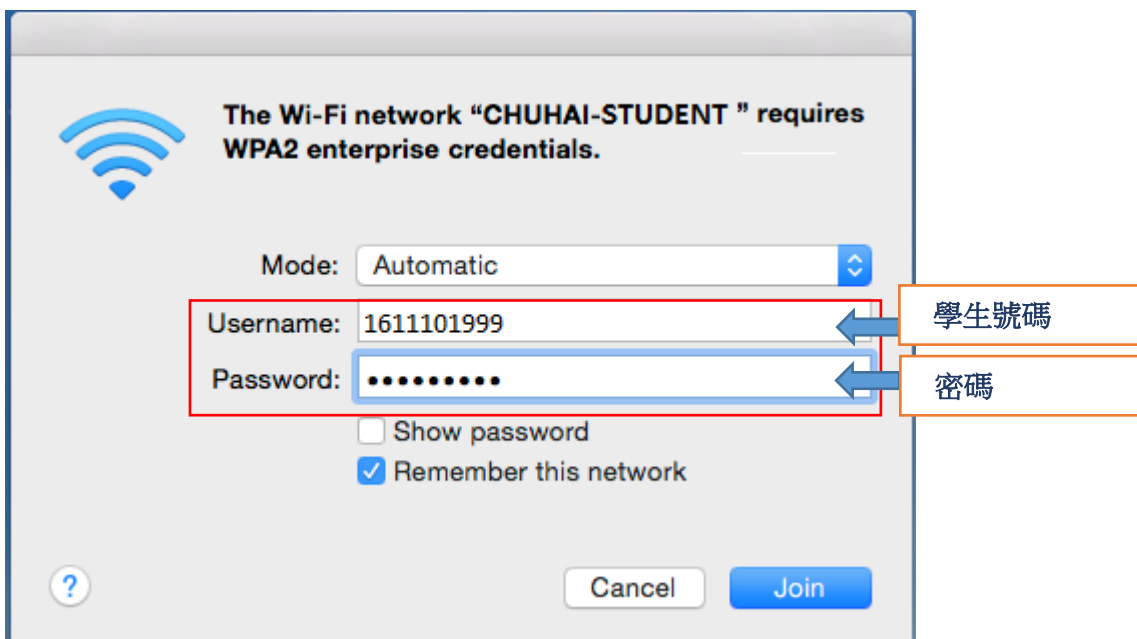 The Wi-Fi network “CHUHAI-STUDENT ” requires
WPA2 enterprise credentials.
Mode: Automatic
Username: 1611101999
學生號碼
Password: •••••••••
密碼
Show password
Remember this network
? Cancel Join